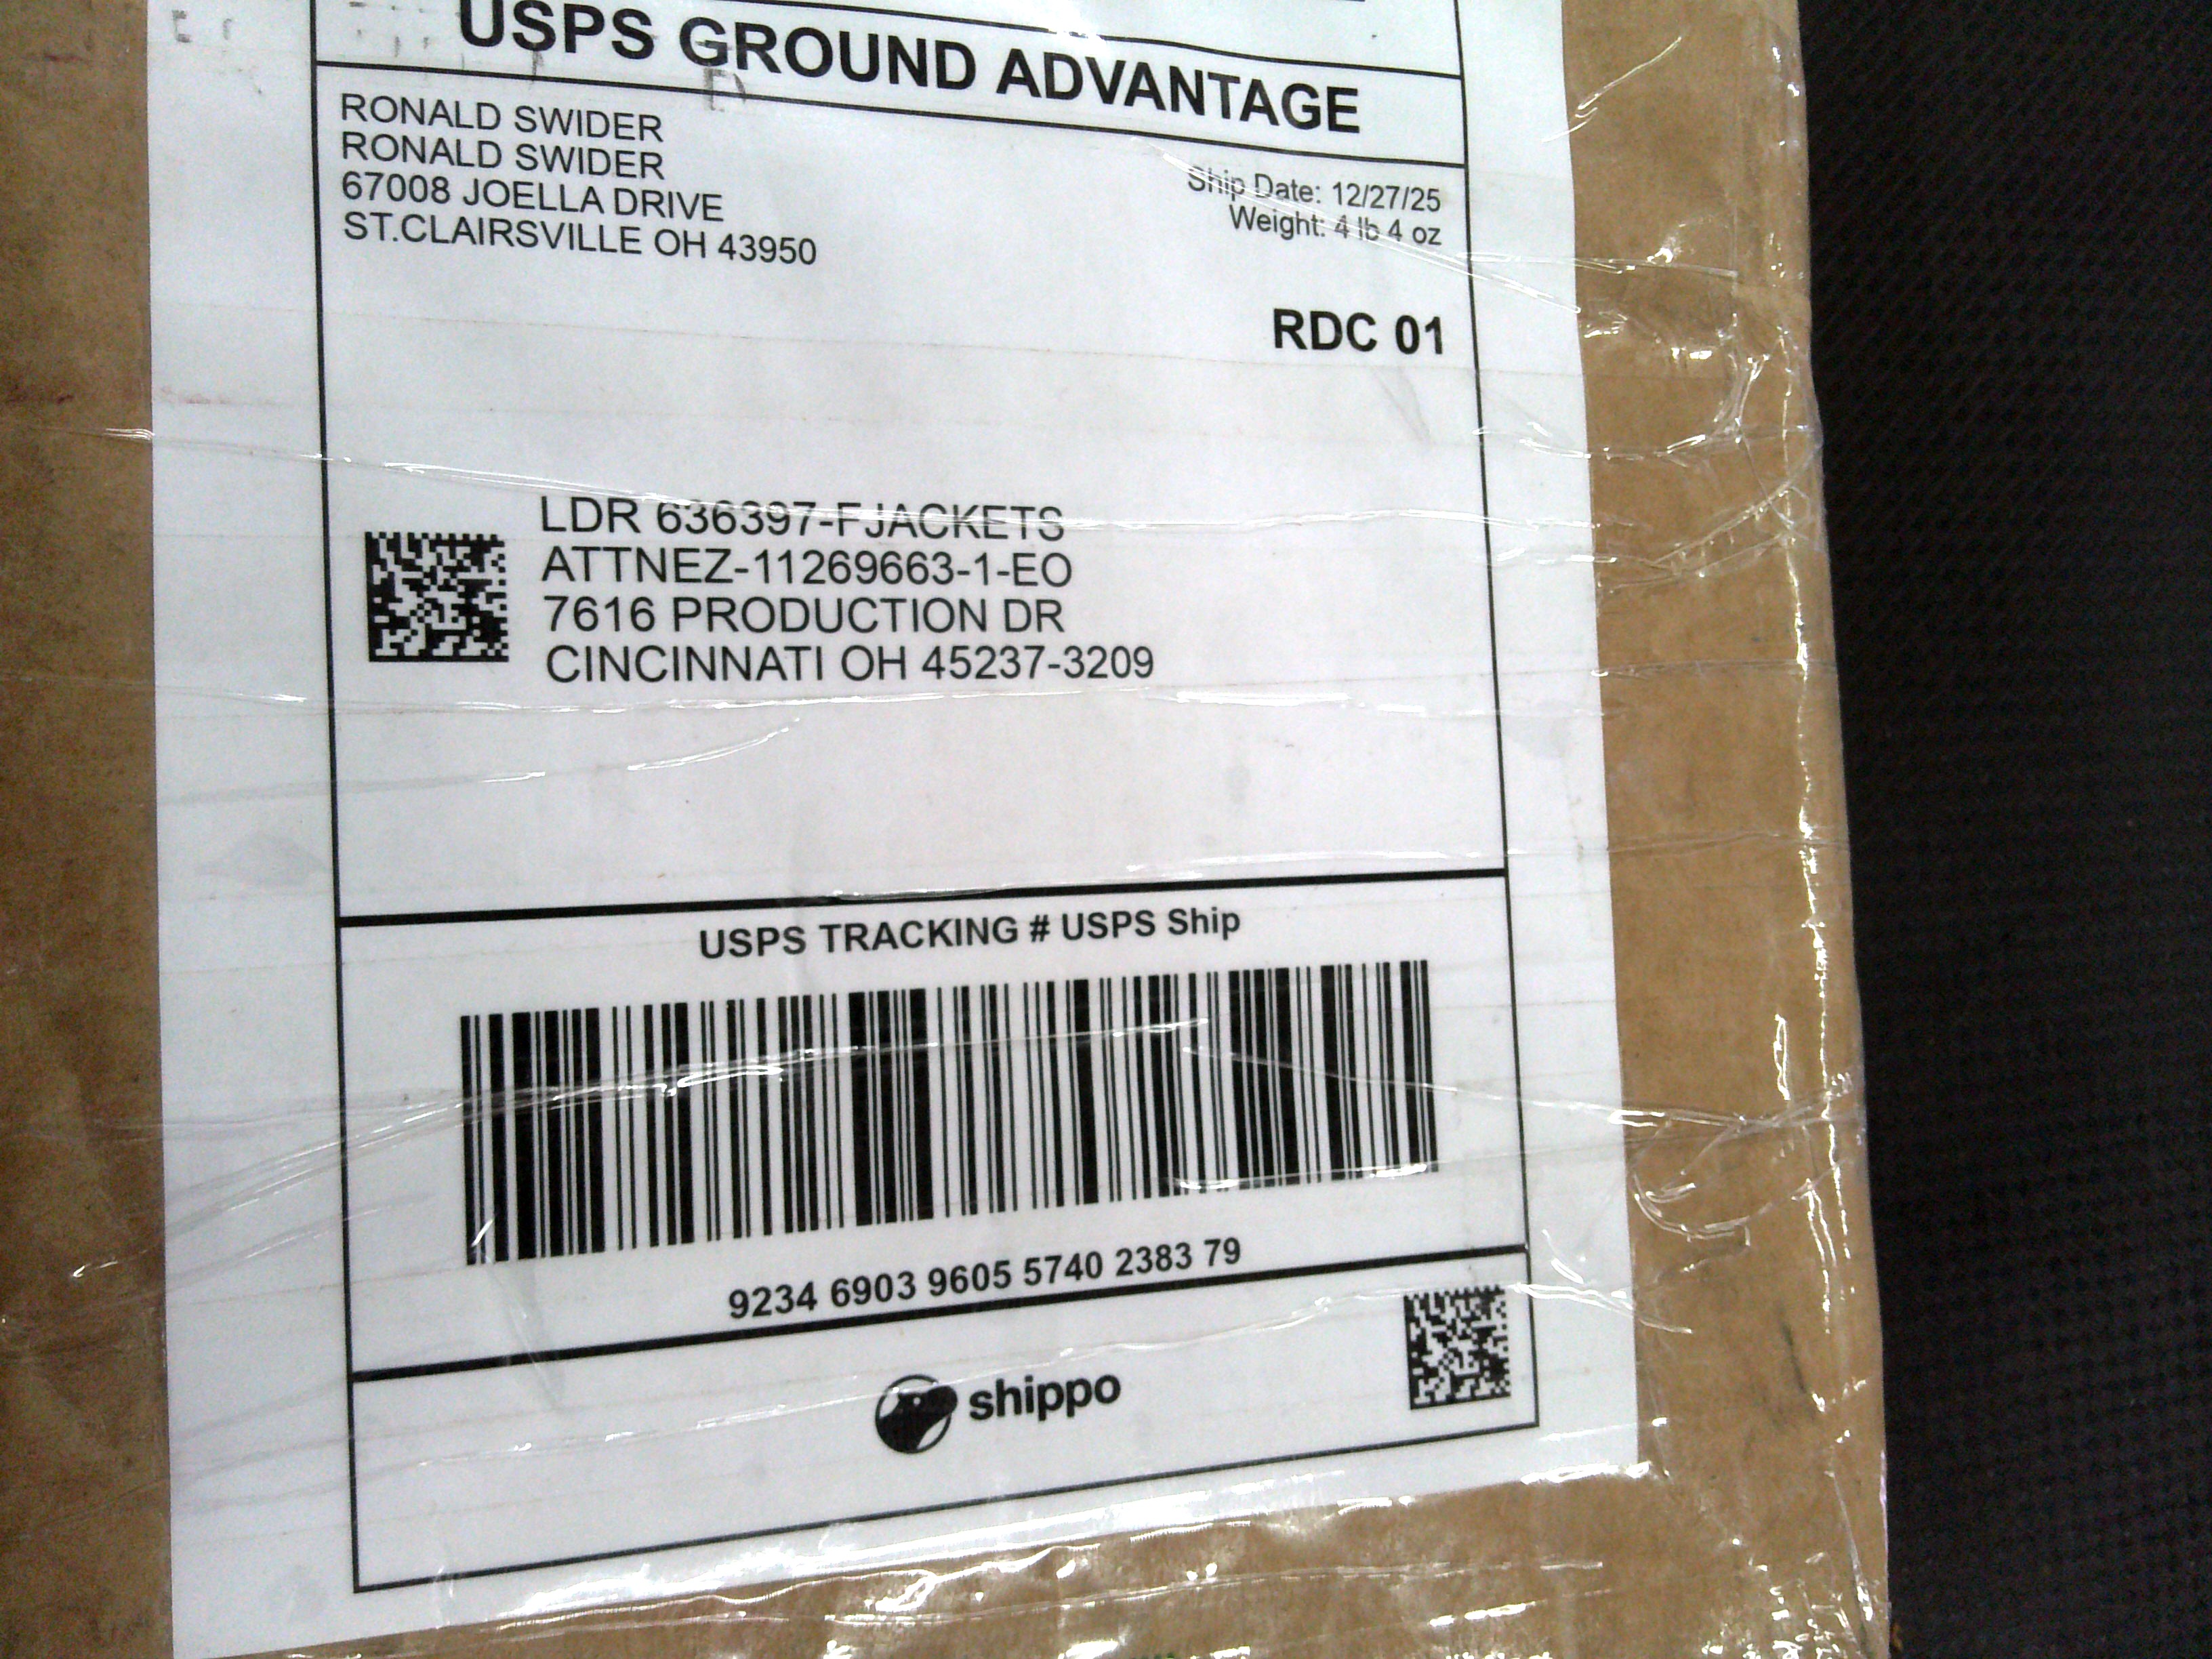 USPS GROUND ADVANTAGE
RONALD SWIDER
RONALD SWIDER
67008 JOELLA DRIVE
ST.CLAIRSVILLE OH 43950
Ship Date: 12/27/25
Weight: 4 lb 4 oz
RDC 01
LDR 636397-FJACKETS
ATTNEZ-11269663-1-EO
7616 PRODUCTION DR
CINCINNATI OH 45237-3209
USPS TRACKING # USPS Ship
9234 6903 9605 5740 2383 79
shippo